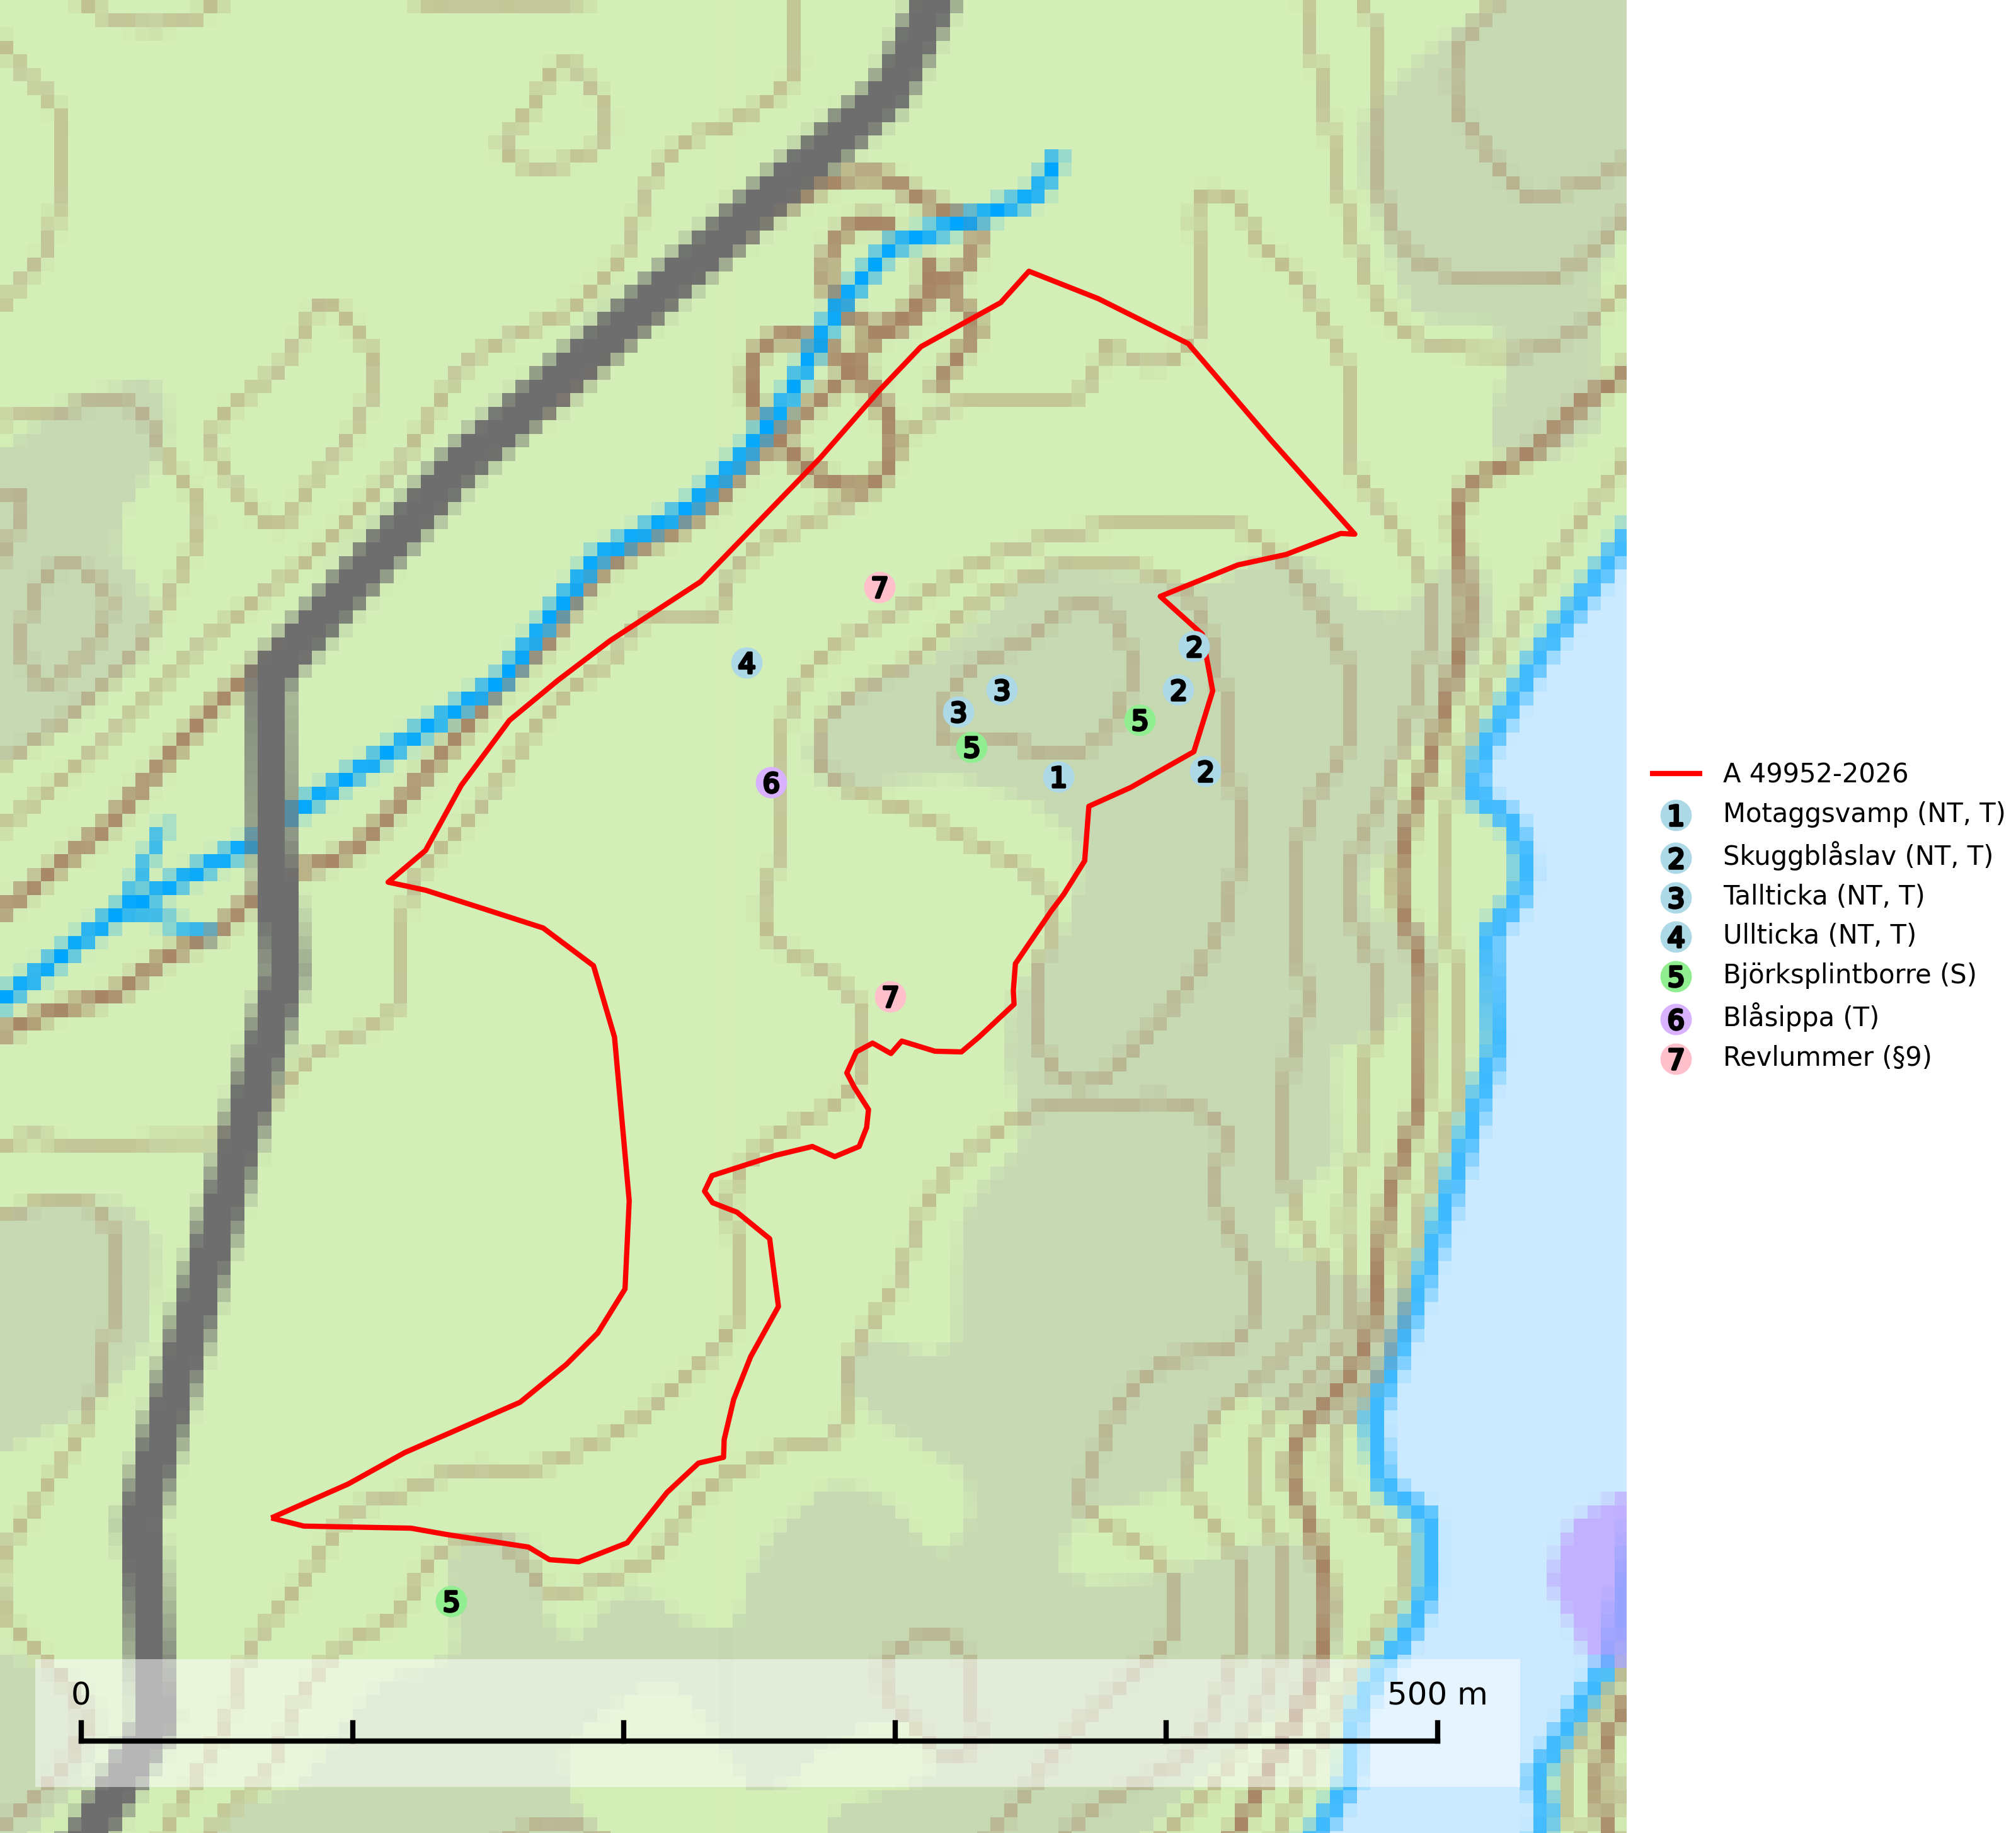 7
4
2
3
2
3
5
5
6
1
2
7
5
0
500 m
A 49952-2026
1 Motaggsvamp (NT, T)
2 Skuggblåslav (NT, T)
3 Tallticka (NT, T)
4 Ullticka (NT, T)
5 Björksplintborre (S)
6 Blåsippa (T)
7 Revlummer (§9)